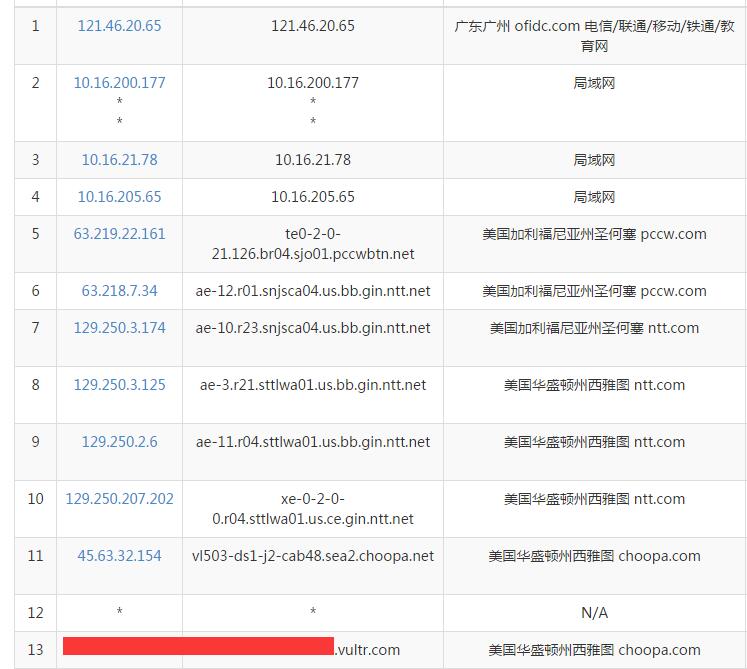 1 121.46.20.65 121.46.20.65 广东广州 ofidc.com 电信/联通/移动/铁通/教
育网
2 10.16.200.177 10.16.200.177 局域网
* *
* *
3 10.16.21.78 10.16.21.78 局域网
4 10.16.205.65 10.16.205.65 局域网
5 63.219.22.161 te0-2-0- 美国加利福尼亚州圣何塞 pccw.com
21.126.br04.sjo01.pccwbtn.net
6 63.218.7.34 ae-12.r01.snjsca04.us.bb.gin.ntt.net 美国加利福尼亚州圣何塞 pccw.com
7 129.250.3.174 ae-10.r23.snjsca04.us.bb.gin.ntt.net 美国加利福尼亚州圣何塞 ntt.com
8 129.250.3.125 ae-3.r21.sttlwa01.us.bb.gin.ntt.net 美国华盛顿州西雅图 ntt.com
9 129.250.2.6 ae-11.r04.sttlwa01.us.bb.gin.ntt.net 美国华盛顿州西雅图 ntt.com
10 129.250.207.202 xe-0-2-0- 美国华盛顿州西雅图 ntt.com
0.r04.sttlwa01.us.ce.gin.ntt.net
11 45.63.32.154 vl503-ds1-j2-cab48.sea2.choopa.net 美国华盛顿州西雅图 choopa.com
12 * * N/A
13 .vultr.com 美国华盛顿州西雅图 choopa.com